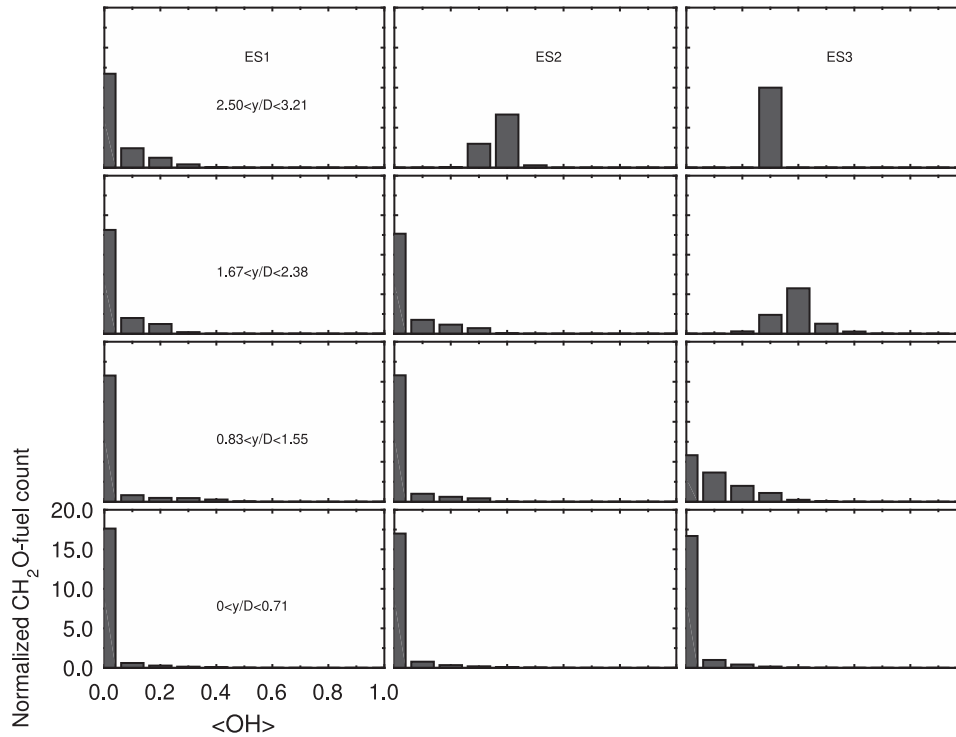 ES1
ES2
ES3
2.50<y/D<3.21
1.67<y/D<2.38
0.83<y/D<1.55
0<y/D<0.71
Normalized CH2O-fuel count
20.0
15.0
10.0
5.0
0.0
0.0 0.2 0.4 0.6 0.8 1.0
<OH>